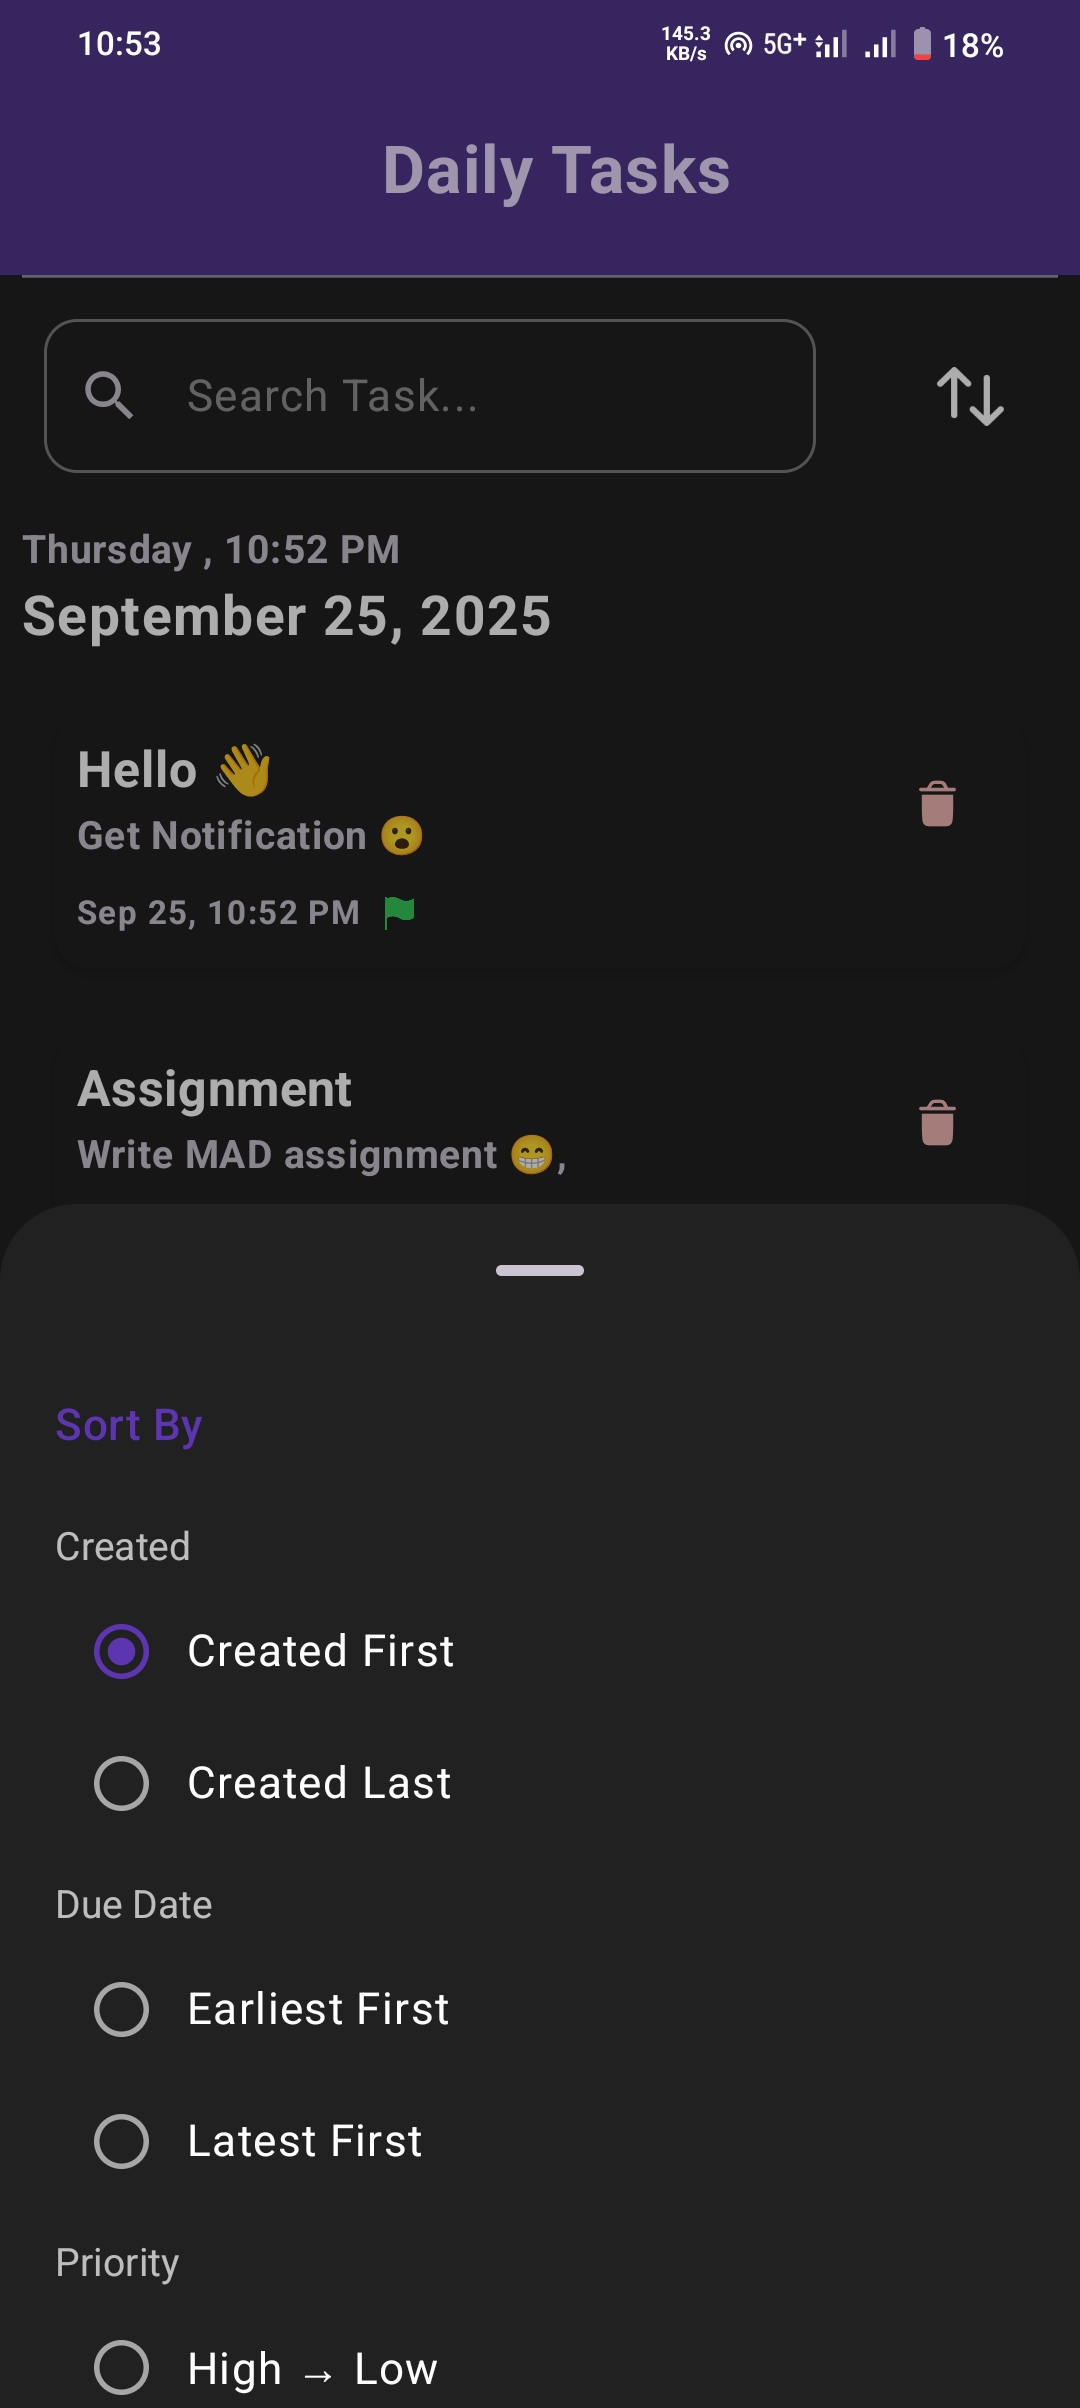 10:53
145.3 KB/s 5G+ 18%
Daily Tasks
Search Task...
Thursday , 10:52 PM
September 25, 2025
Hello 👋
Get Notification 😮
Sep 25, 10:52 PM
Assignment
Write MAD assignment 😁,
Sort By
Created
Created First
Created Last
Due Date
Earliest First
Latest First
Priority
High → Low